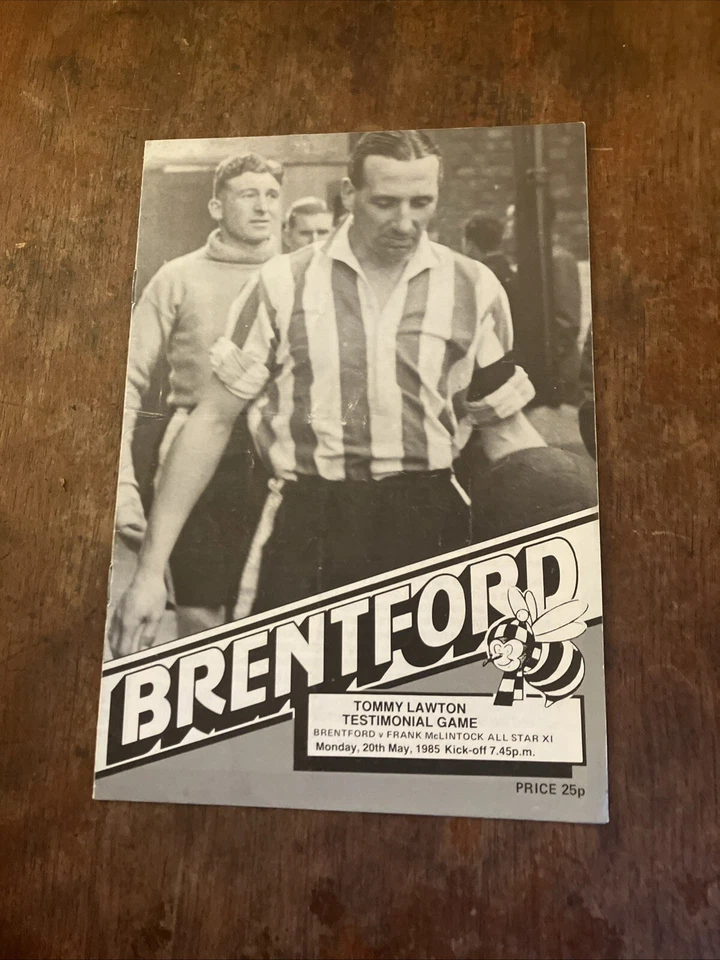 BRENTFORD
TOMMY LAWTON
TESTIMONIAL GAME
BRENTFORD v FRANK McLINTOCK ALL STAR XI
Monday, 20th May, 1985 Kick-off 7.45p.m.
PRICE 25p